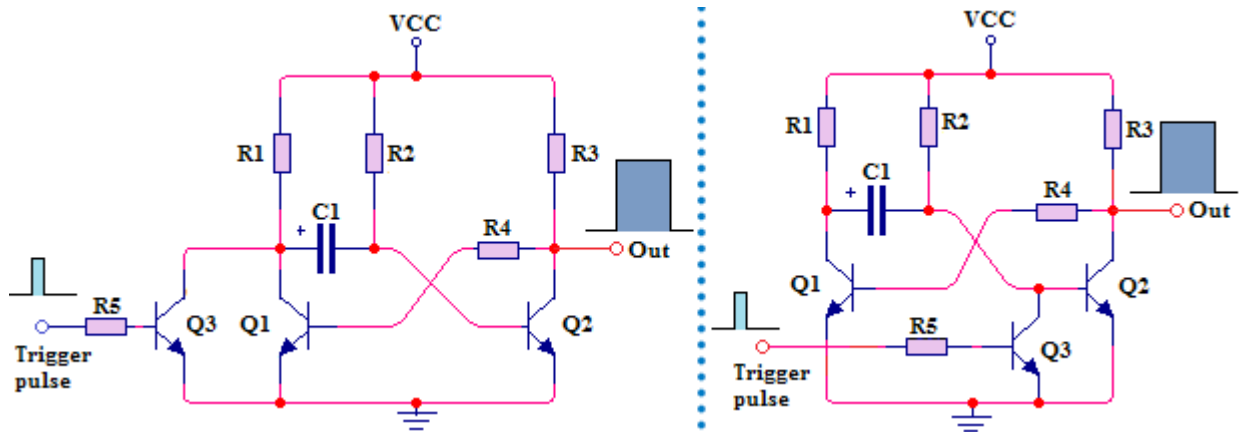 VCC
R1
R2
R3
C1
+
R4
Out
R5
Q3
Q1
Q2
Trigger
pulse
VCC
R1
R2
R3
C1
+
R4
Out
Q1
Q2
R5
Q3
Trigger
pulse